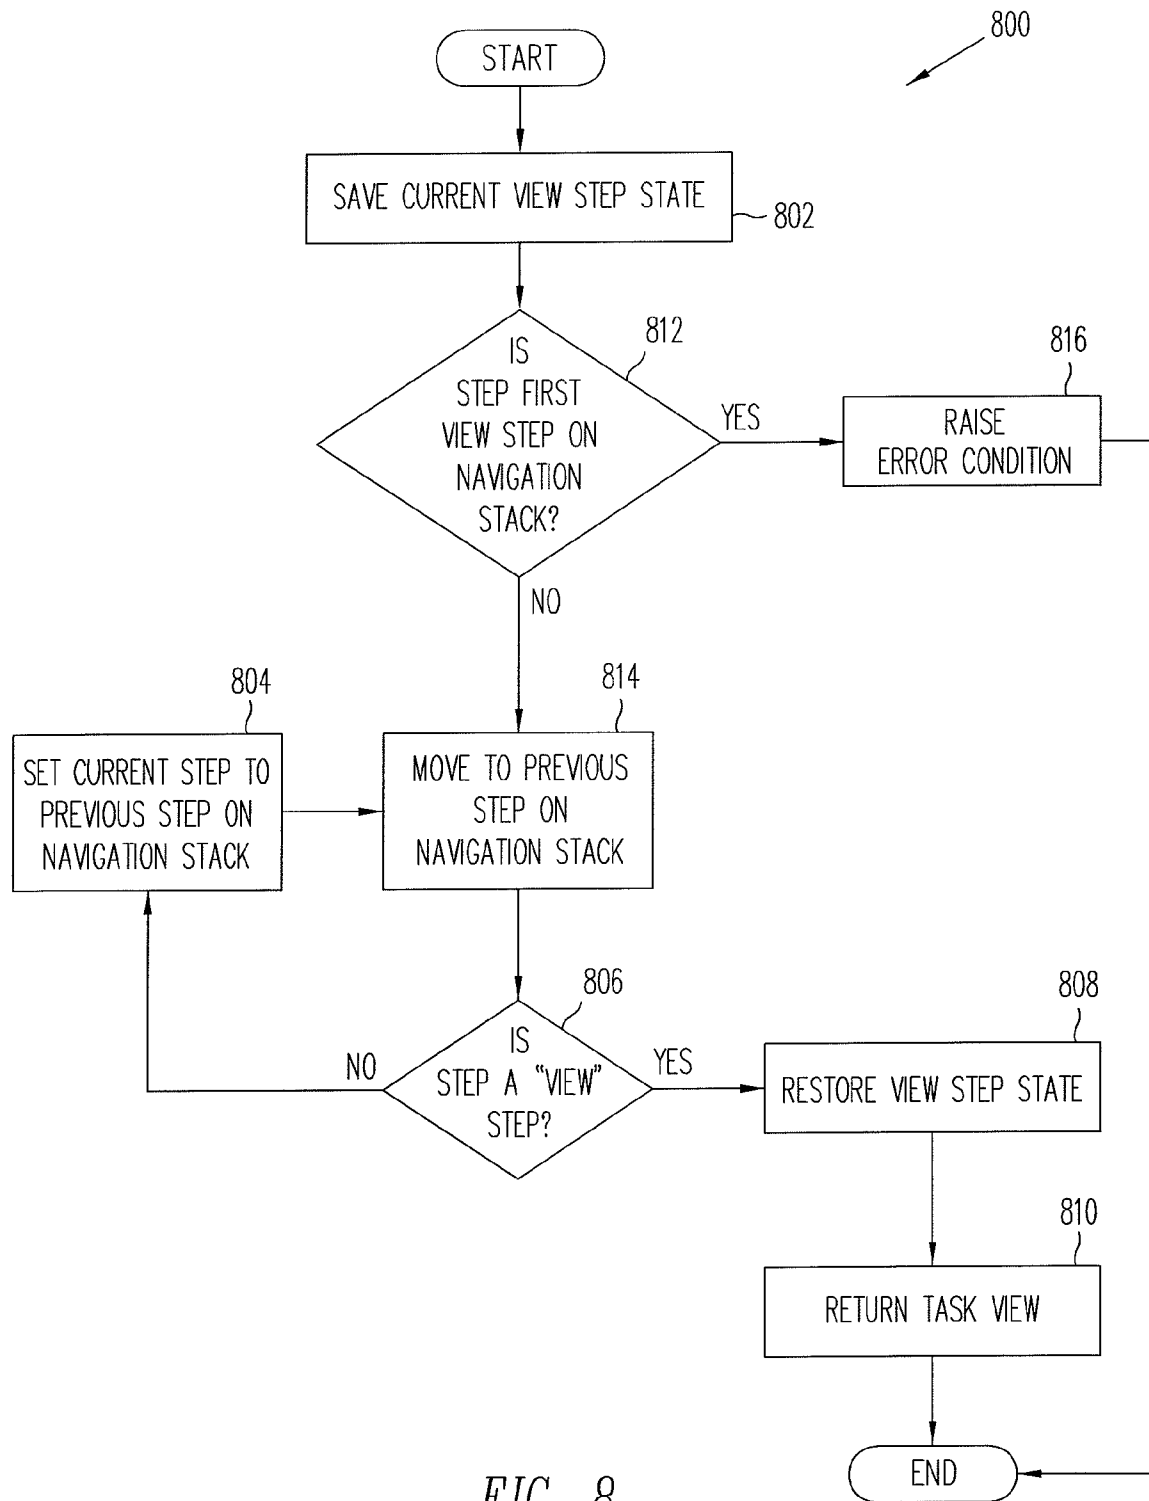 800
START
SAVE CURRENT VIEW STEP STATE
802
IS
STEP FIRST
VIEW STEP ON
NAVIGATION
STACK?
812
YES
816
RAISE
ERROR CONDITION
NO
804
SET CURRENT STEP TO
PREVIOUS STEP ON
NAVIGATION STACK
814
MOVE TO PREVIOUS
STEP ON
NAVIGATION STACK
806
IS
STEP A "VIEW"
STEP?
NO
YES
808
RESTORE VIEW STEP STATE
810
RETURN TASK VIEW
END
FIG. 8